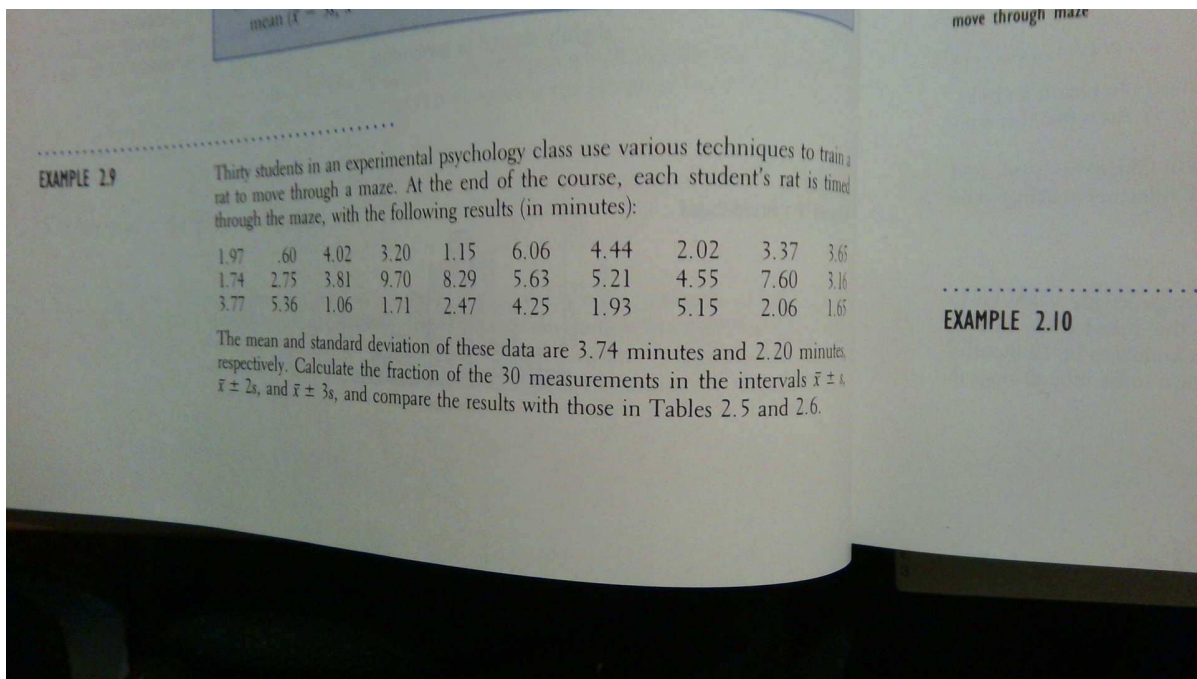 mean (x̄
move through maze
EXAMPLE 2.9
Thirty students in an experimental psychology class use various techniques to train a
rat to move through a maze. At the end of the course, each student's rat is timed
through the maze, with the following results (in minutes):
1.97 .60 4.02 3.20 1.15 6.06 4.44 2.02 3.37 3.65
1.74 2.75 3.81 9.70 8.29 5.63 5.21 4.55 7.60 3.16
3.77 5.36 1.06 1.71 2.47 4.25 1.93 5.15 2.06 1.65
The mean and standard deviation of these data are 3.74 minutes and 2.20 minutes,
respectively. Calculate the fraction of the 30 measurements in the intervals x̄ ± s,
x̄ ± 2s, and x̄ ± 3s, and compare the results with those in Tables 2.5 and 2.6.
EXAMPLE 2.10